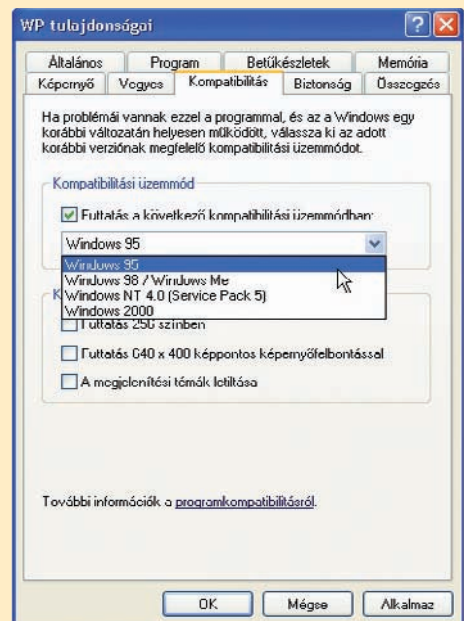 WP tulajdonságai
Általános Program Betűkészletek Memória
Képernyő Vegyes Kompatibilitás Biztonság Összegzés
Ha problémái vannak ezzel a programmal, és az a Windows egy
korábbi változatán helyesen működött, válassza ki az adott
korábbi verziónak megfelelő kompatibilitási üzemmódot.
Kompatibilitási üzemmód
Futtatás a következő kompatibilitási üzemmódban:
Windows 95
Windows 95
Windows 98 / Windows Me
Windows NT 4.0 (Service Pack 5)
Windows 2000
K
Futtatás 256 színben
Futtatás 640 x 400 képpontos képernyőfelbontással
A megjelenítési témák letiltása
További információk a programkompatibilitásról.
OK Mégse Alkalmaz